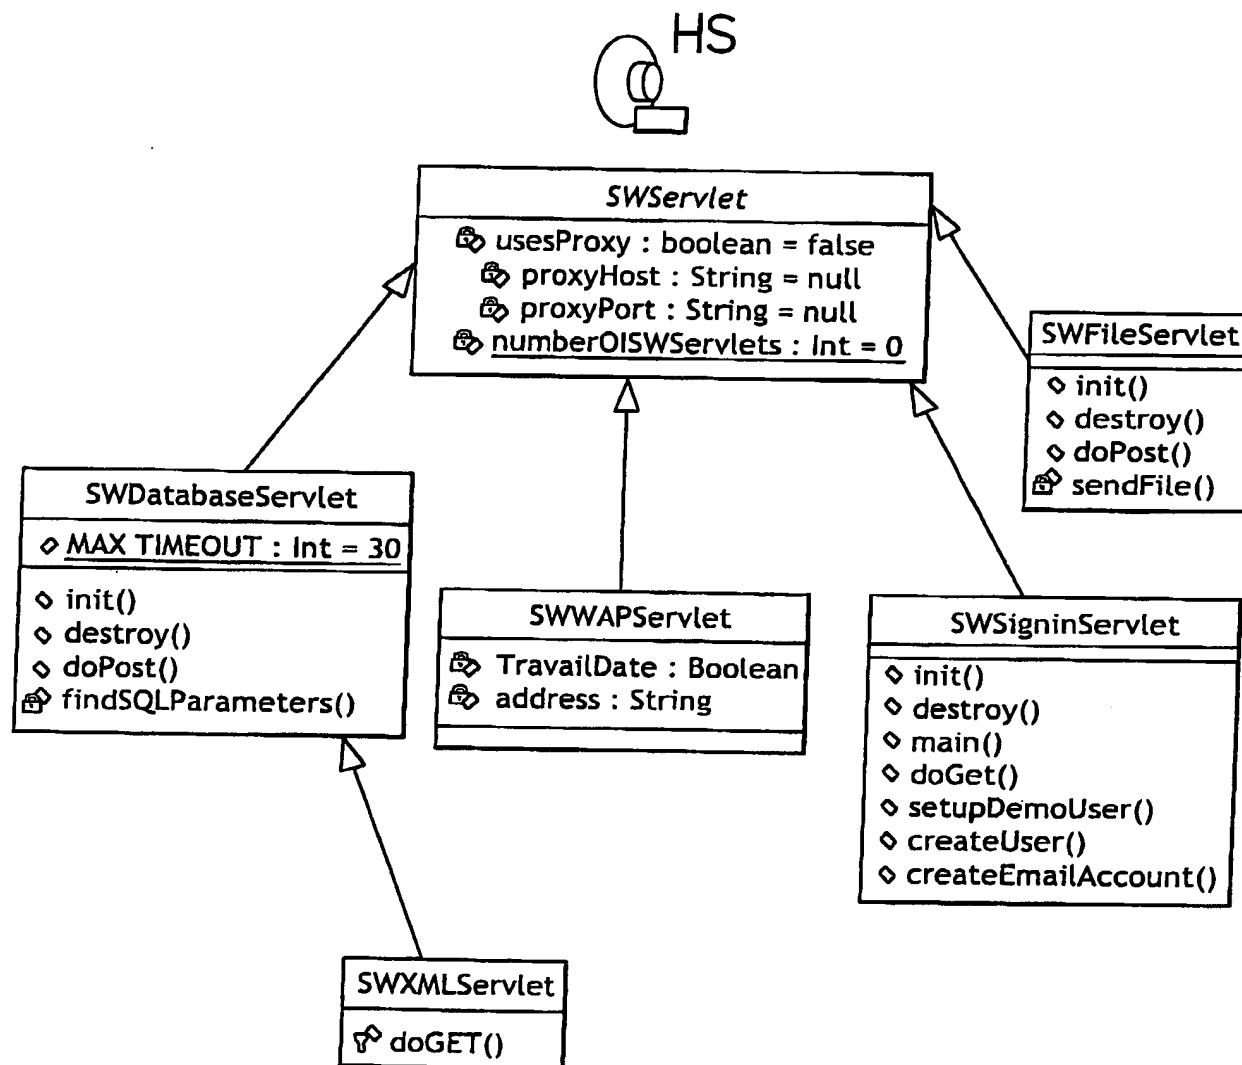 HS
SWServlet
usesProxy : boolean = false
proxyHost : String = null
proxyPort : String = null
numberOISWServlets : Int = 0
SWFileServlet
init()
destroy()
doPost()
sendFile()
SWDatabaseServlet
MAX TIMEOUT : Int = 30
init()
destroy()
doPost()
findSQLParameters()
SWWAPServlet
TravailDate : Boolean
address : String
SWSigninServlet
init()
destroy()
main()
doGet()
setupDemoUser()
createUser()
createEmailAccount()
SWXMLServlet
doGET()